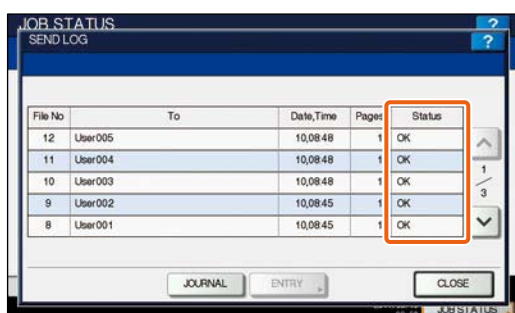 JOB STATUS ?
SEND LOG ?
File No To Date,Time Pages Status
12 User005 10,08:48 1 OK
11 User004 10,08:48 1 OK
10 User003 10,08:48 1 OK
9 User002 10,08:45 1 OK
8 User001 10,08:45 1 OK
1
3
JOURNAL ENTRY CLOSE
JOB STATUS